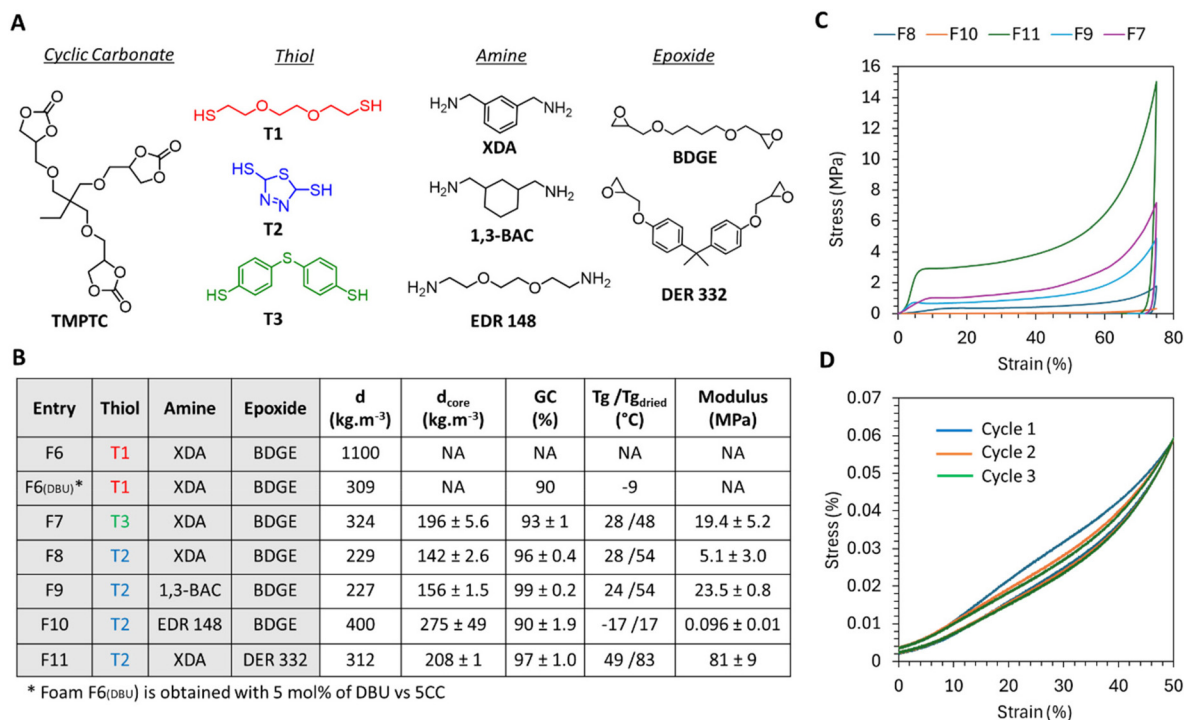 A
Cyclic Carbonate
Thiol
Amine
Epoxide
O
O
O
O
O
O
O
O
O
O
O
O
TMPTC
HS
O
O
SH
T1
HS
S
SH
N=N
T2
S
HS
SH
T3
H2N
NH2
XDA
H2N
NH2
1,3-BAC
H2N
O
O
NH2
EDR 148
O
O
O
O
BDGE
O
O
O
O
DER 332
B
Entry Thiol Amine Epoxide d (kg.m-3) dcore (kg.m-3) GC (%) Tg /Tgdried (°C) Modulus (MPa)
F6 T1 XDA BDGE 1100 NA NA NA NA
F6(DBU)* T1 XDA BDGE 309 NA 90 -9 NA
F7 T3 XDA BDGE 324 196 ± 5.6 93 ± 1 28 /48 19.4 ± 5.2
F8 T2 XDA BDGE 229 142 ± 2.6 96 ± 0.4 28 /54 5.1 ± 3.0
F9 T2 1,3-BAC BDGE 227 156 ± 1.5 99 ± 0.2 24 /54 23.5 ± 0.8
F10 T2 EDR 148 BDGE 400 275 ± 49 90 ± 1.9 -17 /17 0.096 ± 0.01
F11 T2 XDA DER 332 312 208 ± 1 97 ± 1.0 49 /83 81 ± 9
* Foam F6(DBU) is obtained with 5 mol% of DBU vs 5CC
C
F8 F10 F11 F9 F7
Stress (MPa)
16
14
12
10
8
6
4
2
0
0 20 40 60 80
Strain (%)
D
Cycle 1
Cycle 2
Cycle 3
Stress (%)
0.07
0.06
0.05
0.04
0.03
0.02
0.01
0
0 10 20 30 40 50
Strain (%)